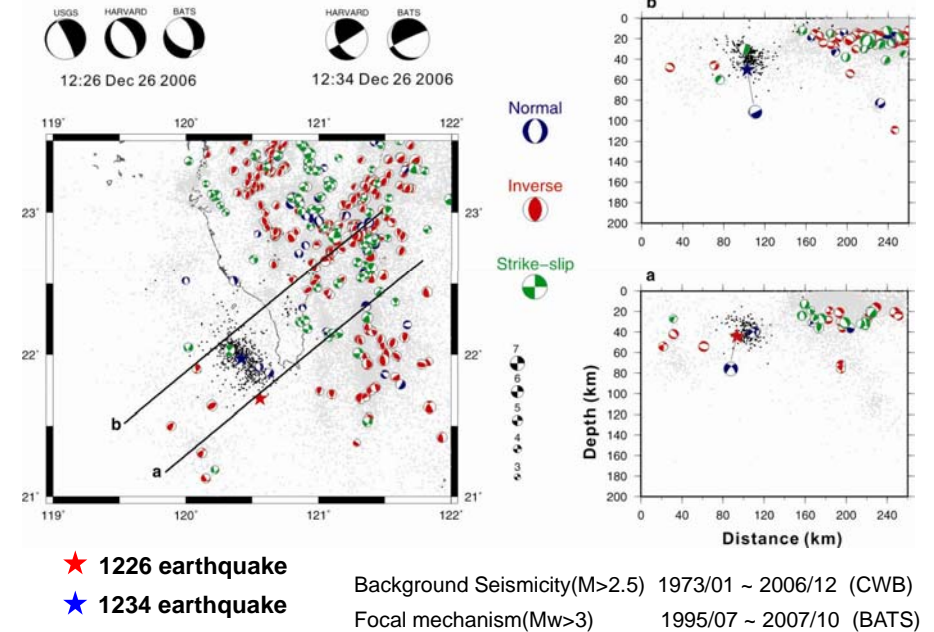 USGS HARVARD BATS
12:26 Dec 26 2006
HARVARD BATS
12:34 Dec 26 2006
119˚ 120˚ 121˚ 122˚
23˚
22˚
21˚
119˚ 120˚ 121˚ 122˚
b
a
Normal
Inverse
Strike-slip
7
6
5
4
3
b
0
20
40
60
80
100
120
140
160
180
200
0 40 80 120 160 200 240
a
Depth (km)
0
20
40
60
80
100
120
140
160
180
200
0 40 80 120 160 200 240
Distance (km)
1226 earthquake
1234 earthquake
Background Seismicity(M>2.5) 1973/01 ~ 2006/12 (CWB)
Focal mechanism(Mw>3) 1995/07 ~ 2007/10 (BATS)